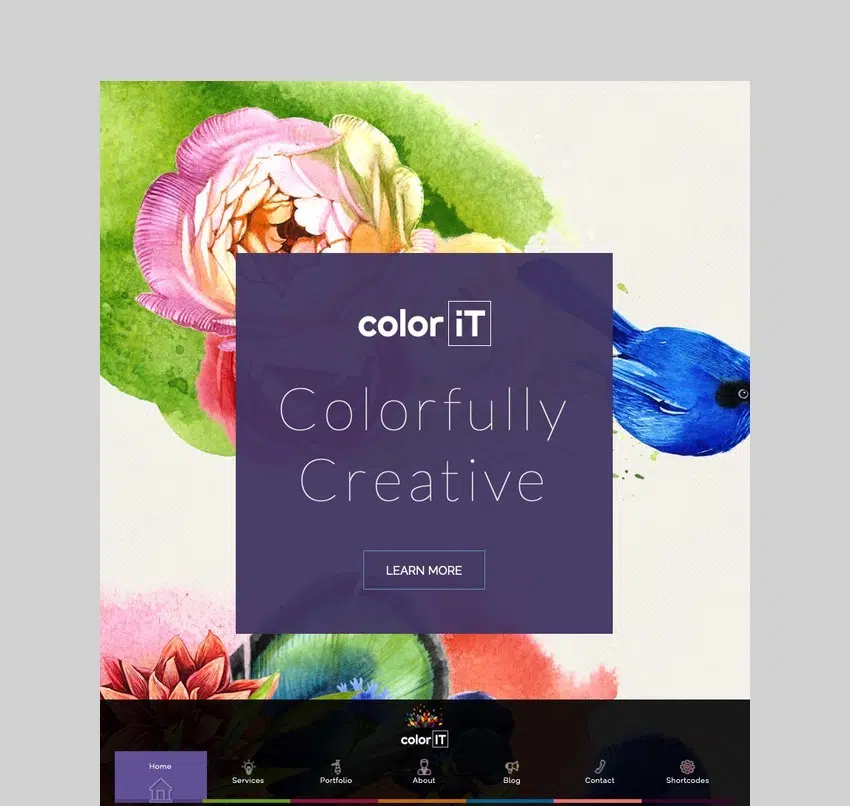 color iT
Colorfully
Creative
LEARN MORE
color iT
Home
Services
Portfolio
About
Blog
Contact
Shortcodes